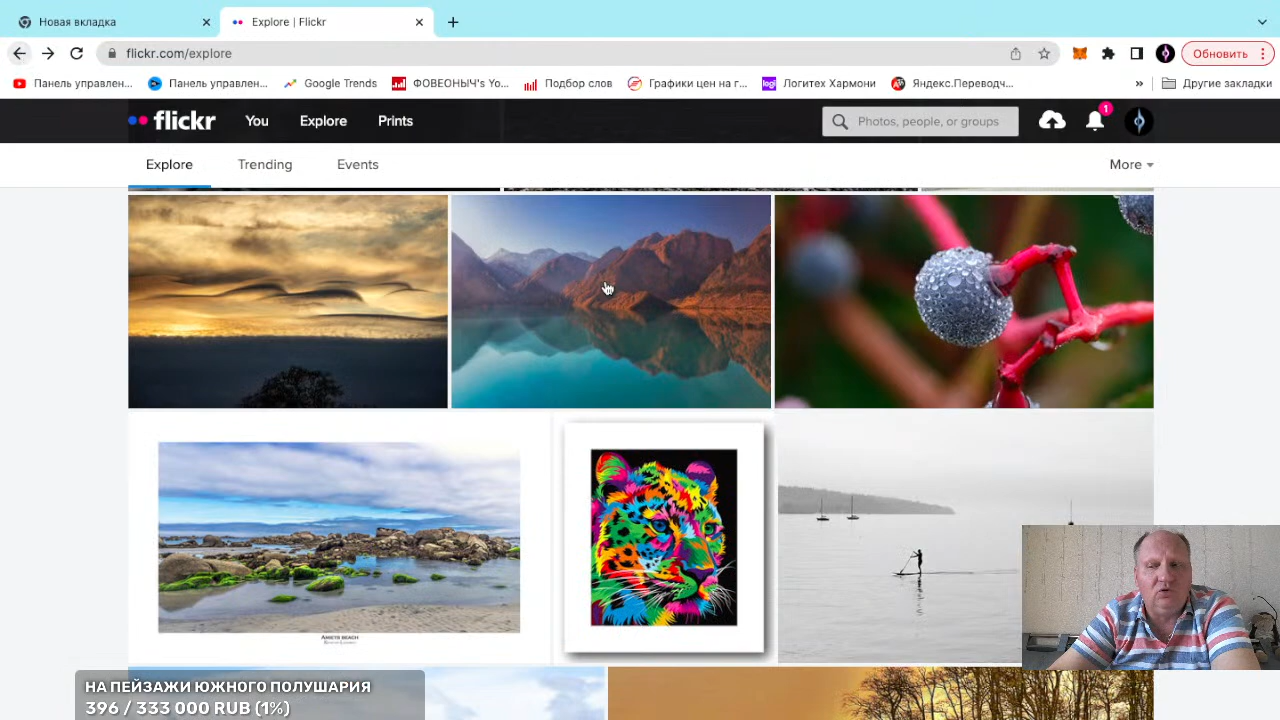 Новая вкладка
Explore | Flickr
flickr.com/explore
Обновить
Панель управлен...
Панель управлен...
Google Trends
ФОВЕОНЫЧ's Yo...
Подбор слов
Графики цен на г...
Логитех Хармони
Яндекс.Переводч...
»
Другие закладки
flickr
You
Explore
Prints
Photos, people, or groups
1
Explore
Trending
Events
More
НА ПЕЙЗАЖИ ЮЖНОГО ПОЛУШАРИЯ
396 / 333 000 RUB (1%)